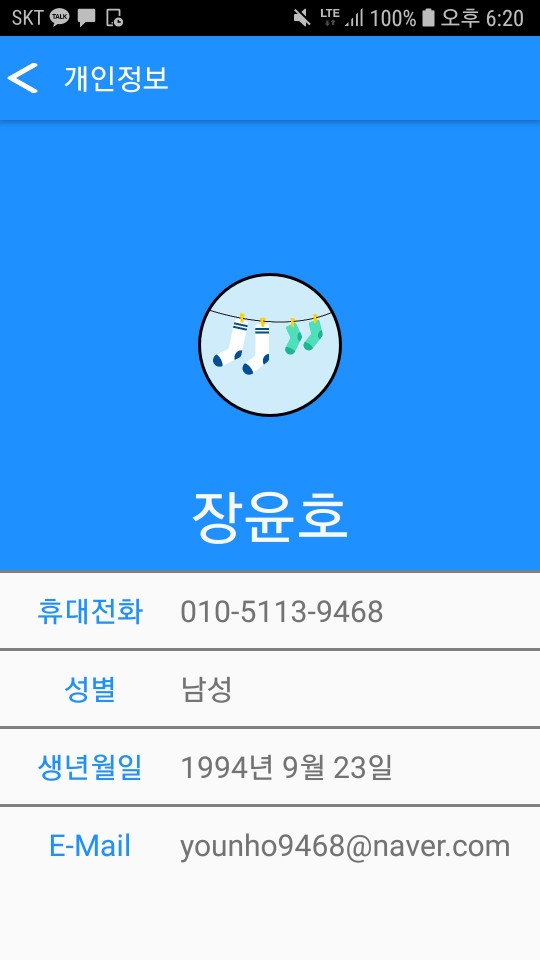 SKT TALK LTE 100% 오후 6:20
개인정보
장윤호
휴대전화 010-5113-9468
성별 남성
생년월일 1994년 9월 23일
E-Mail younho9468@naver.com